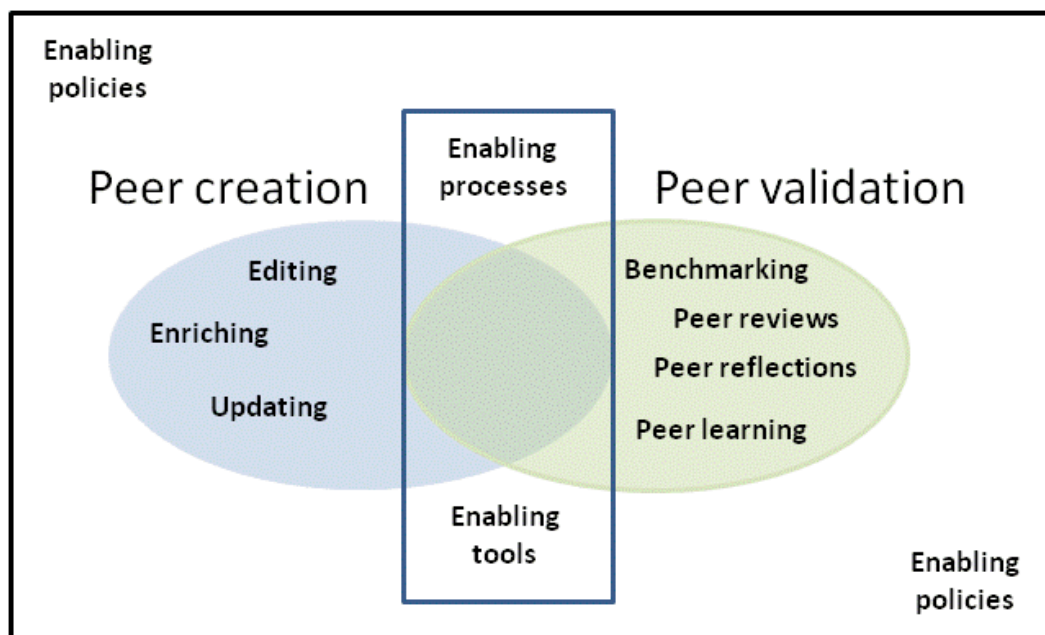 Enabling
policies
Enabling
processes
Peer creation
Peer validation
Editing
Enriching
Updating
Benchmarking
Peer reviews
Peer reflections
Peer learning
Enabling
tools
Enabling
policies